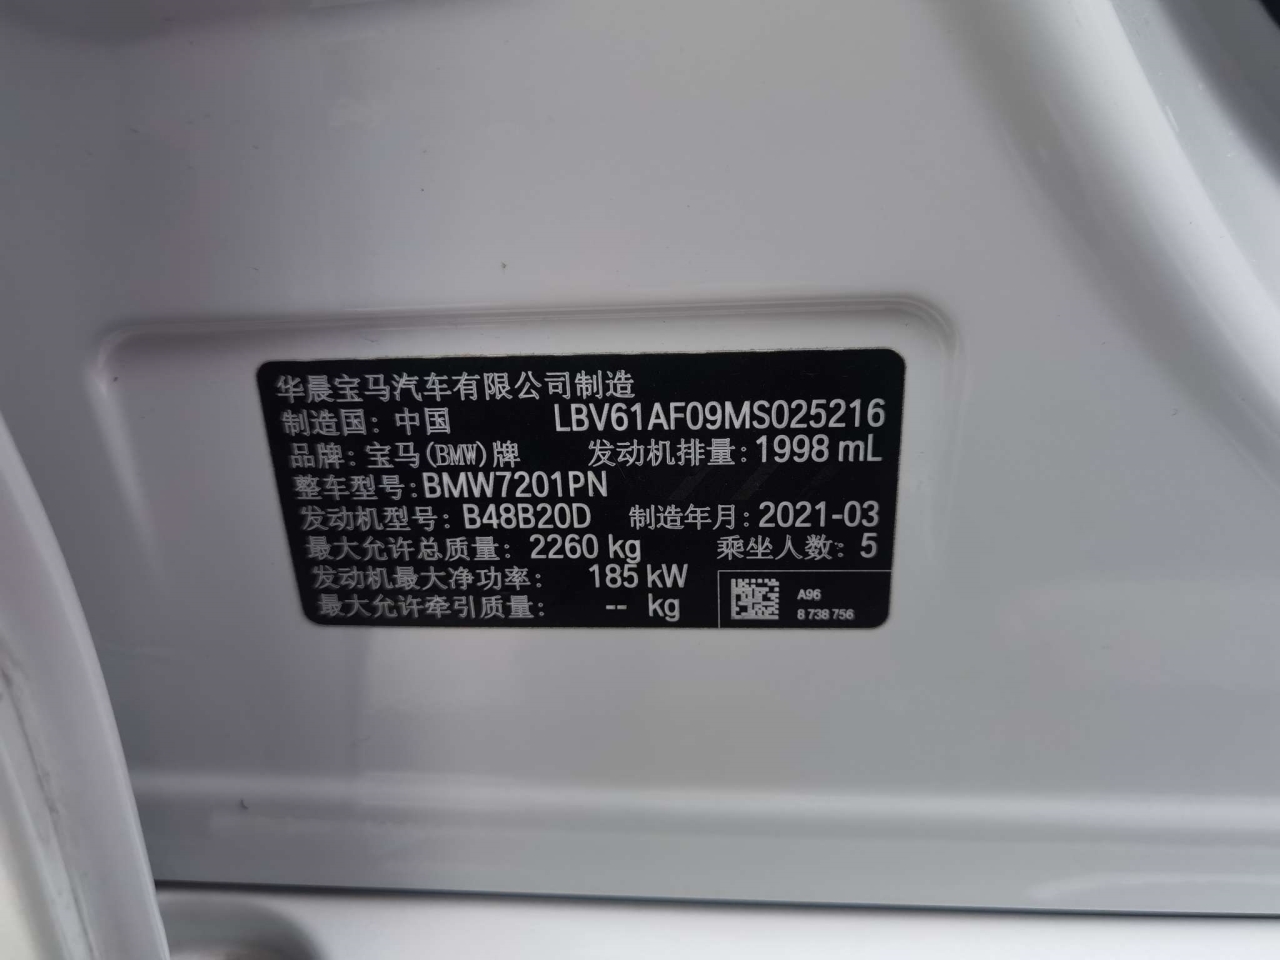 华晨宝马汽车有限公司制造
制造国: 中国 LBV61AF09MS025216
品牌: 宝马(BMW)牌 发动机排量: 1998 mL
整车型号: BMW7201PN
发动机型号: B48B20D 制造年月: 2021-03
最大允许总质量: 2260 kg 乘坐人数: 5
发动机最大净功率: 185 kW
最大允许牵引质量: -- kg
A96
8 738 756